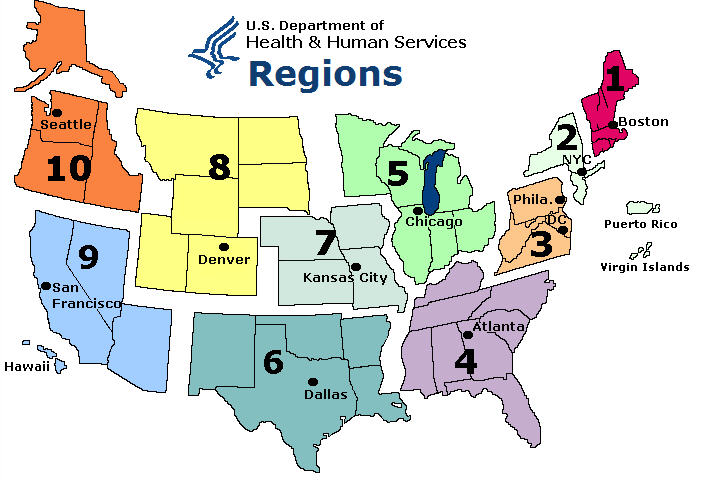 U.S. Department of
Health & Human Services
Regions
1
Boston
2
NYC
Seattle
10
8
5
Chicago
Phila.
DC
3
Puerto Rico
Virgin Islands
7
Kansas City
Denver
9
San
Francisco
Hawaii
6
Dallas
Atlanta
4